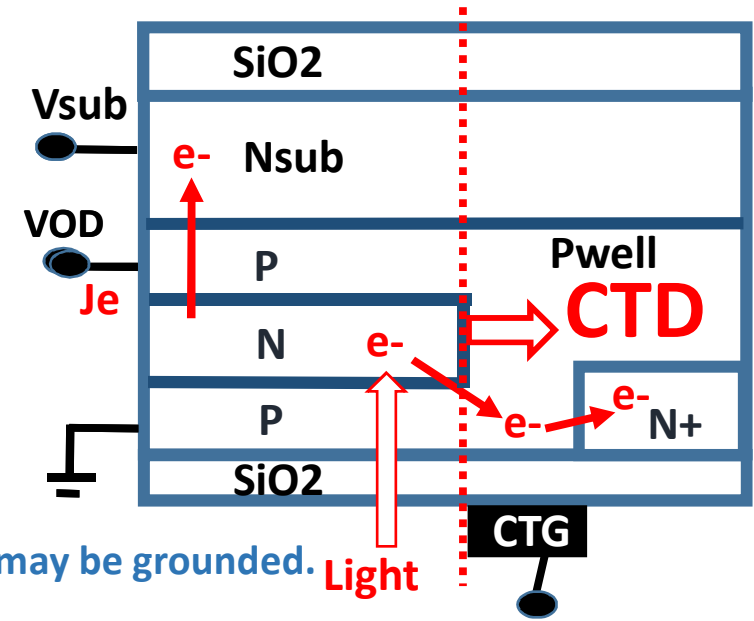 SiO2
Vsub
e- Nsub
VOD
P
Pwell
Je
CTD
N
e-
e-
P
e-
N+
SiO2
CTG
may be grounded.
Light